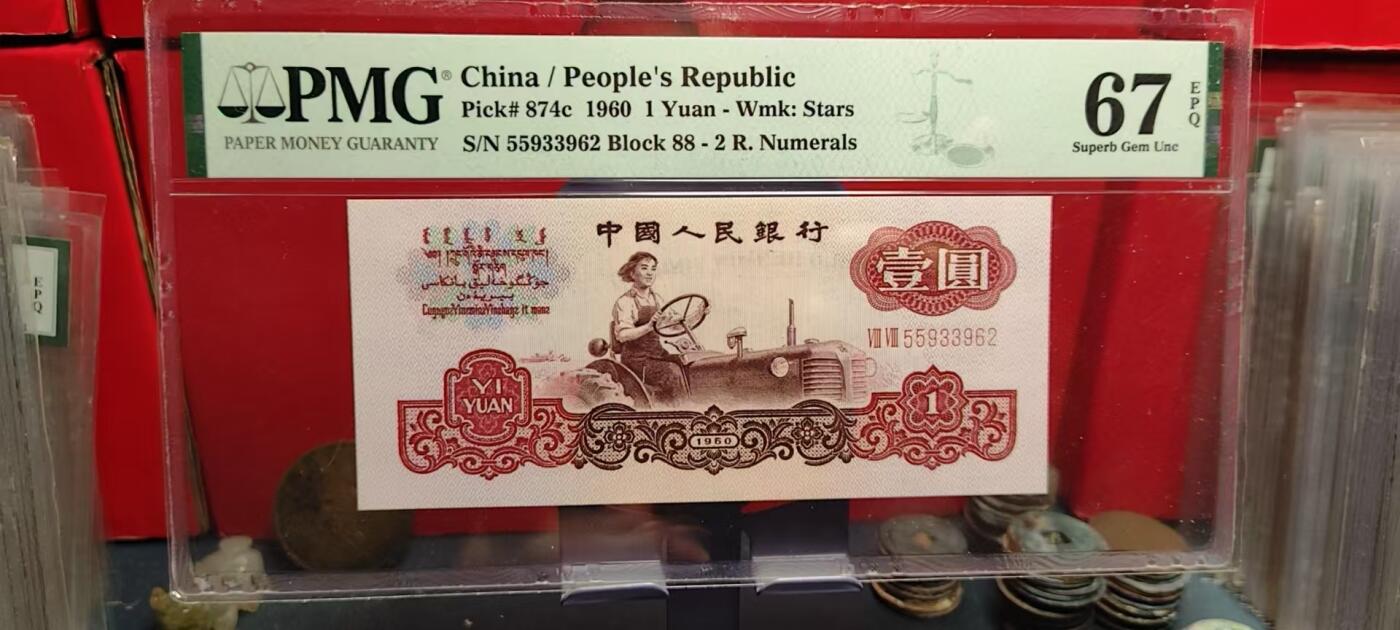 PMG® China / People's Republic
Pick# 874c 1960 1 Yuan - Wmk: Stars
PAPER MONEY GUARANTY S/N 55933962 Block 88 - 2 R. Numerals
67 EPQ
Superb Gem Unc
中國人民銀行
壹圓
VIII VIII 55933962
YI
YUAN
1
1960
EPQ